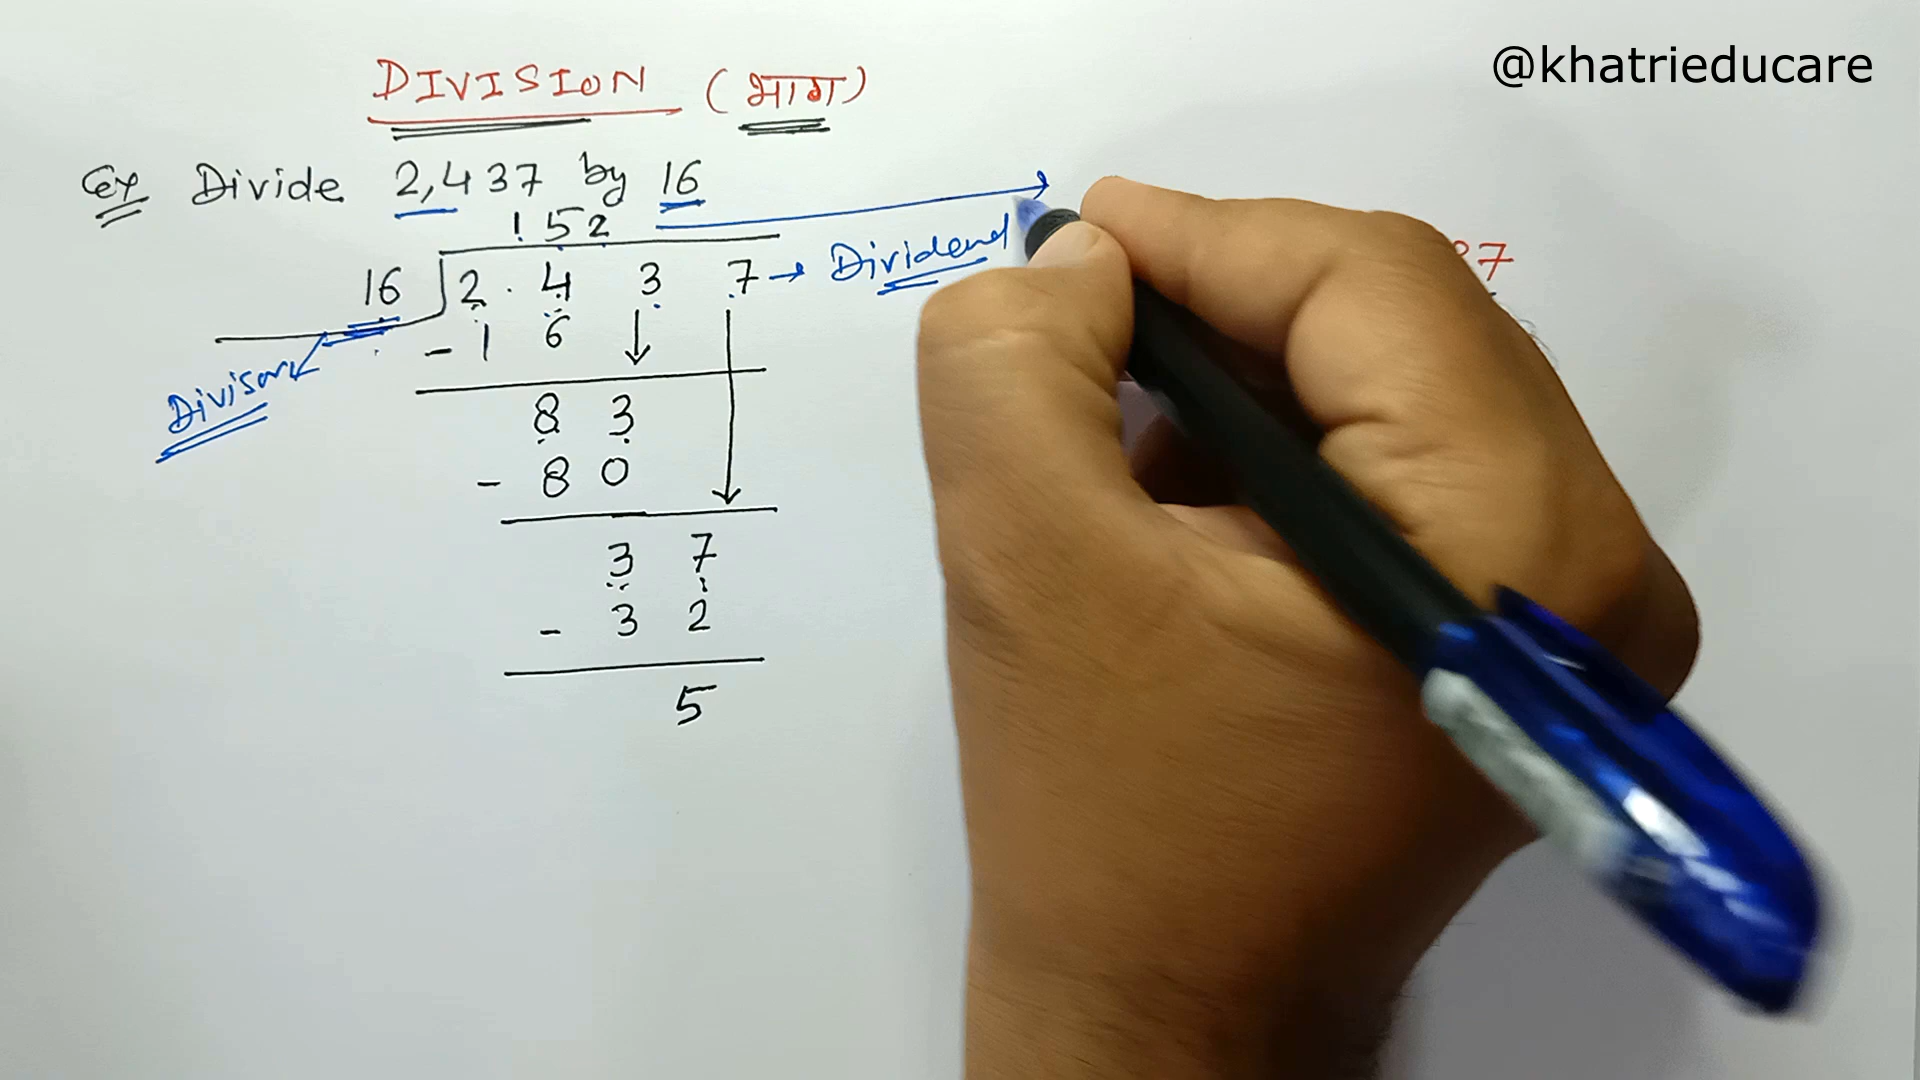 @khatrieducare
DIVISION (भाग)
Ex Divide 2,437 by 16
152
16 2 4 3 7 → Dividend
- 1 6
Divisor
8 3
- 8 0
3 7
- 3 2
5